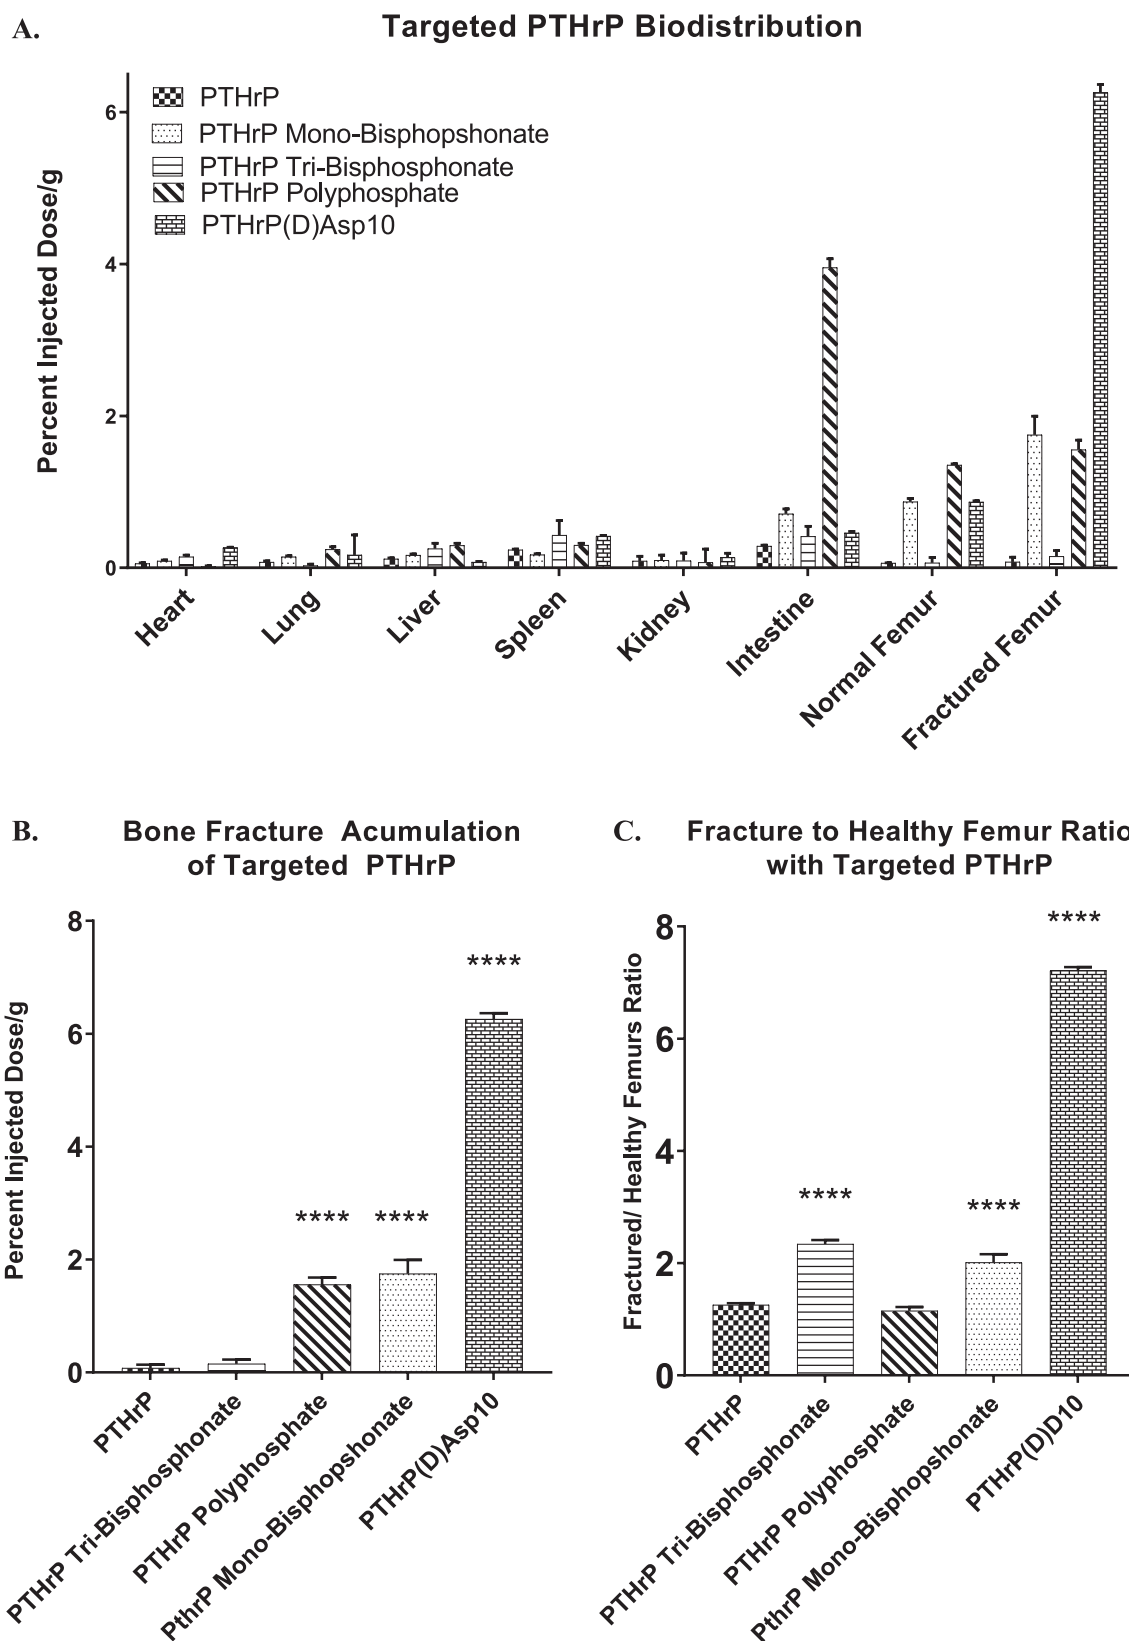 A.
Targeted PTHrP Biodistribution
Percent Injected Dose/g
6
4
2
0
PTHrP
PTHrP Mono-Bisphopshonate
PTHrP Tri-Bisphosphonate
PTHrP Polyphosphate
PTHrP(D)Asp10
Heart
Lung
Liver
Spleen
Kidney
Intestine
Normal Femur
Fractured Femur
B.
Bone Fracture Acumulation
of Targeted PTHrP
Percent Injected Dose/g
8
6
4
2
0
****
****
****
PTHrP
PTHrP Tri-Bisphosphonate
PTHrP Polyphosphate
PthrP Mono-Bisphopshonate
PTHrP(D)Asp10
C.
Fracture to Healthy Femur Ratio
with Targeted PTHrP
Fractured/ Healthy Femurs Ratio
8
6
4
2
0
****
****
****
PTHrP
PTHrP Tri-Bisphosphonate
PTHrP Polyphosphate
PthrP Mono-Bisphopshonate
PTHrP(D)D10